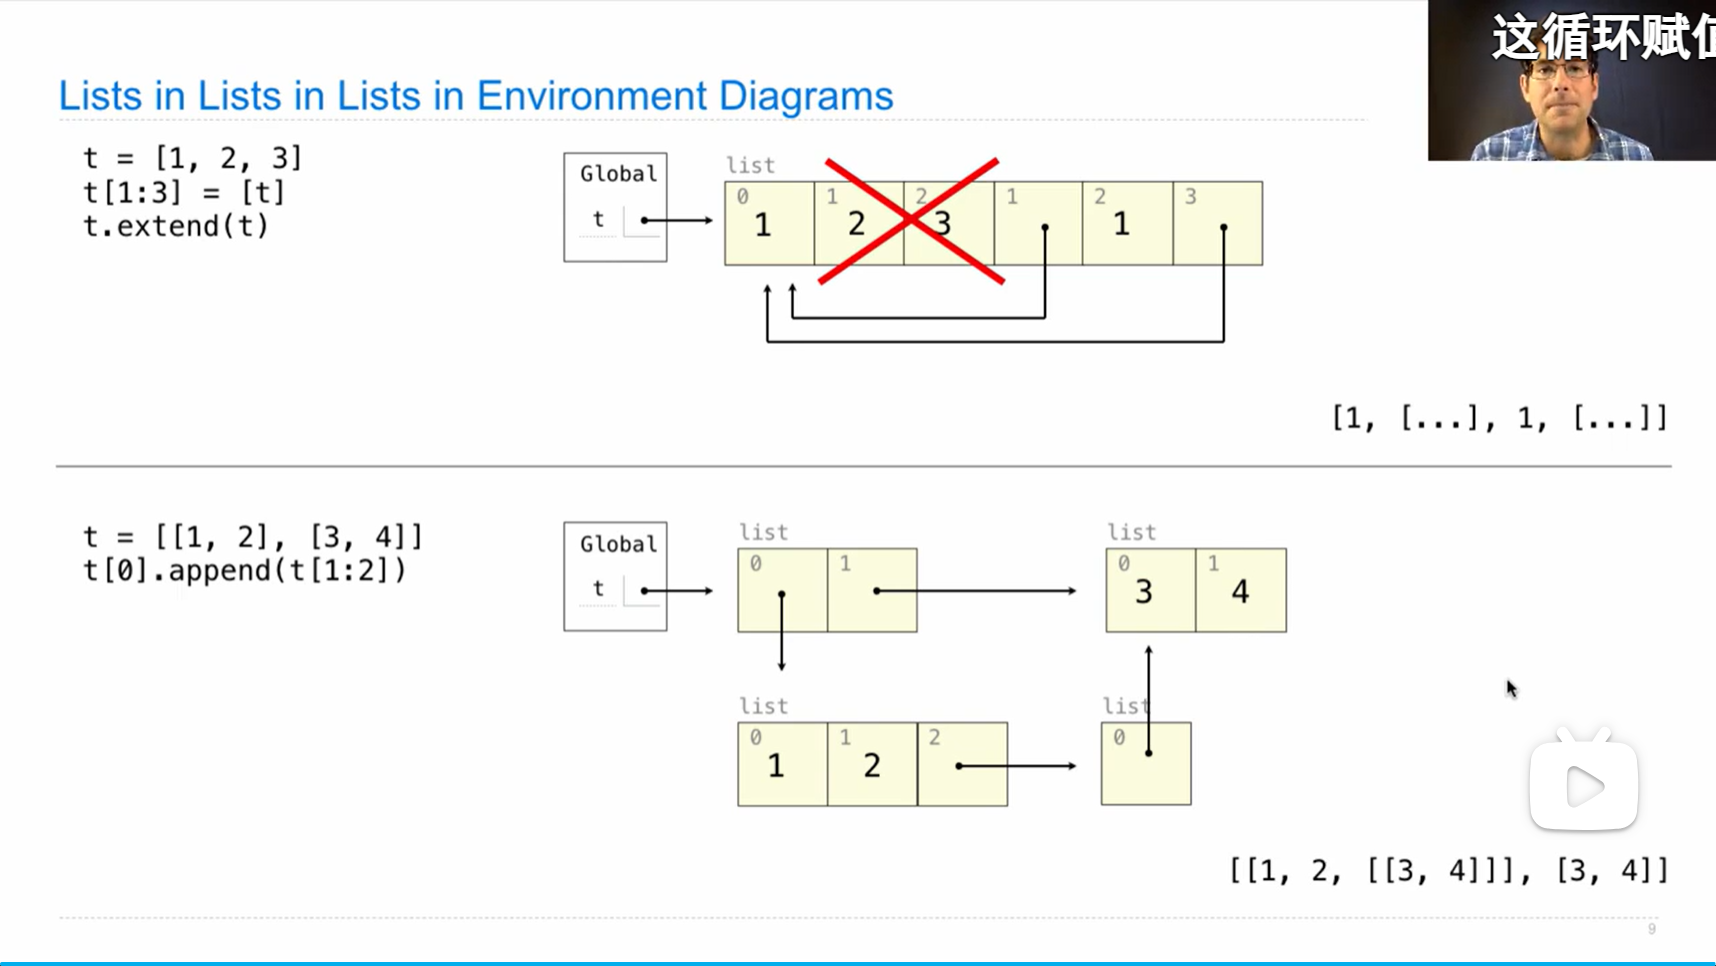 这循环赋值
Lists in Lists in Lists in Environment Diagrams
t = [1, 2, 3]
t[1:3] = [t]
t.extend(t)
Global
t
list
0 1 2 1 2 3
1 2 3 1
[1, [...], 1, [...]]
t = [[1, 2], [3, 4]]
t[0].append(t[1:2])
Global
t
list
0 1
list
0 1
3 4
list
0 1 2
1 2
list
0
[[1, 2, [[3, 4]]], [3, 4]]
9